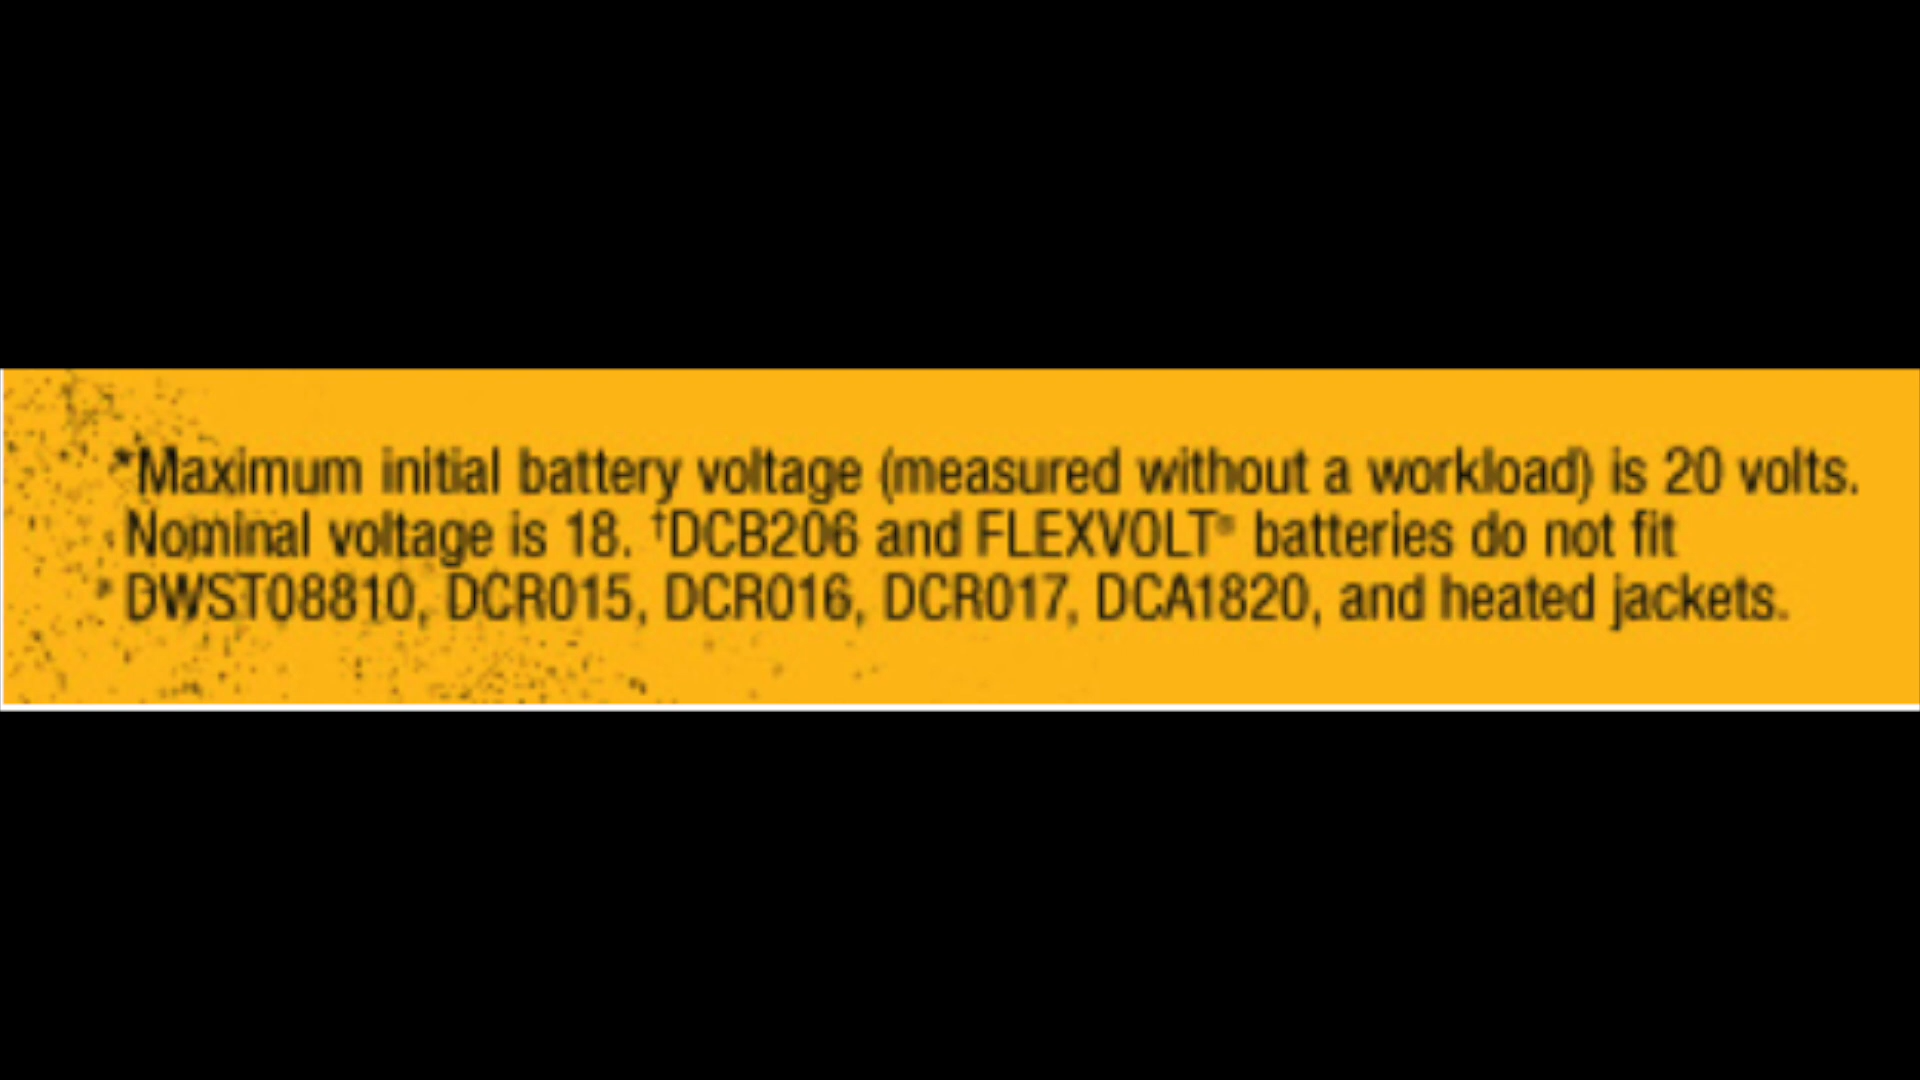 *Maximum initial battery voltage (measured without a workload) is 20 volts.
Nominal voltage is 18. †DCB206 and FLEXVOLT® batteries do not fit
DWST08810, DCR015, DCR016, DCR017, DCA1820, and heated jackets.